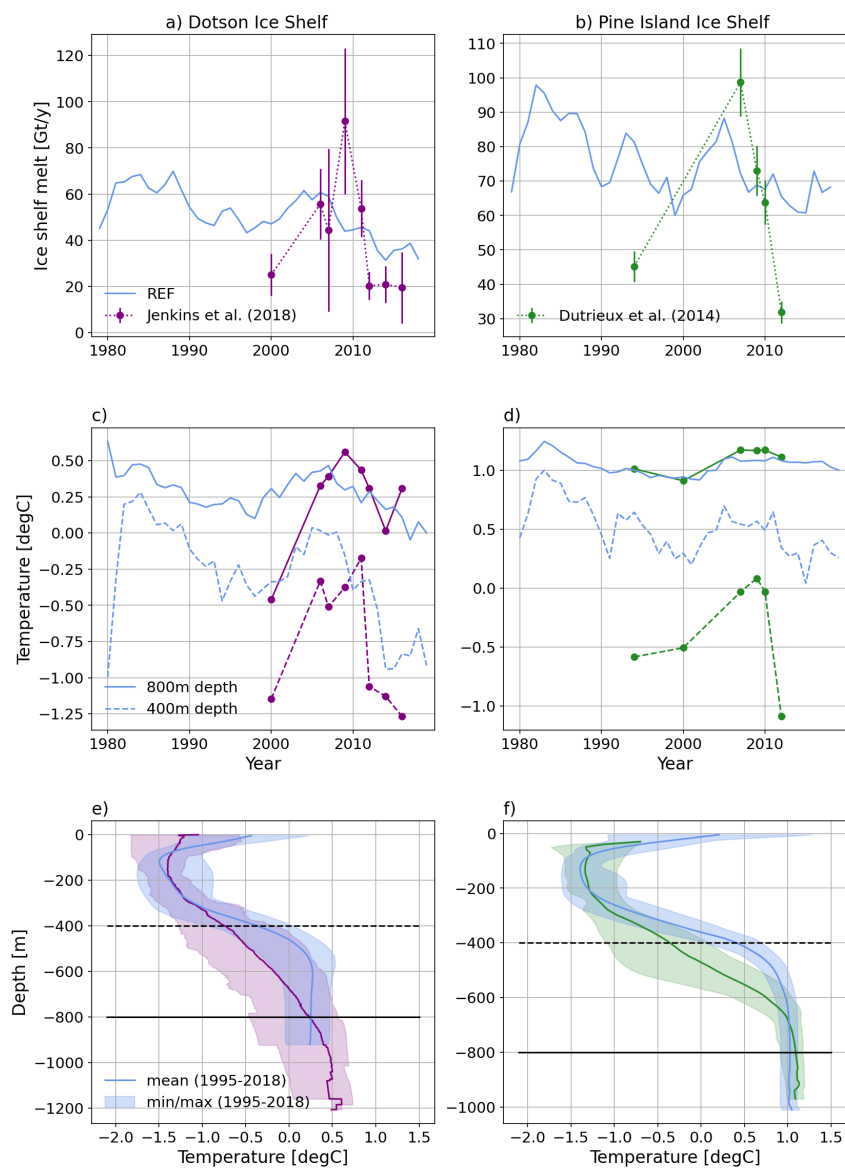 a) Dotson Ice Shelf
b) Pine Island Ice Shelf
Ice shelf melt [Gt/y]
120
100
80
60
40
20
0
REF
Jenkins et al. (2018)
1980
1990
2000
2010
110
100
90
80
70
60
50
40
30
Dutrieux et al. (2014)
1980
1990
2000
2010
c)
d)
Temperature [degC]
0.50
0.25
0.00
−0.25
−0.50
−0.75
−1.00
−1.25
800m depth
400m depth
1980
1990
2000
2010
Year
1.0
0.5
0.0
−0.5
−1.0
1980
1990
2000
2010
Year
e)
f)
Depth [m]
0
−200
−400
−600
−800
−1000
−1200
mean (1995-2018)
min/max (1995-2018)
−2.0 −1.5 −1.0 −0.5 0.0 0.5 1.0 1.5
Temperature [degC]
0
−200
−400
−600
−800
−1000
−2.0 −1.5 −1.0 −0.5 0.0 0.5 1.0 1.5
Temperature [degC]